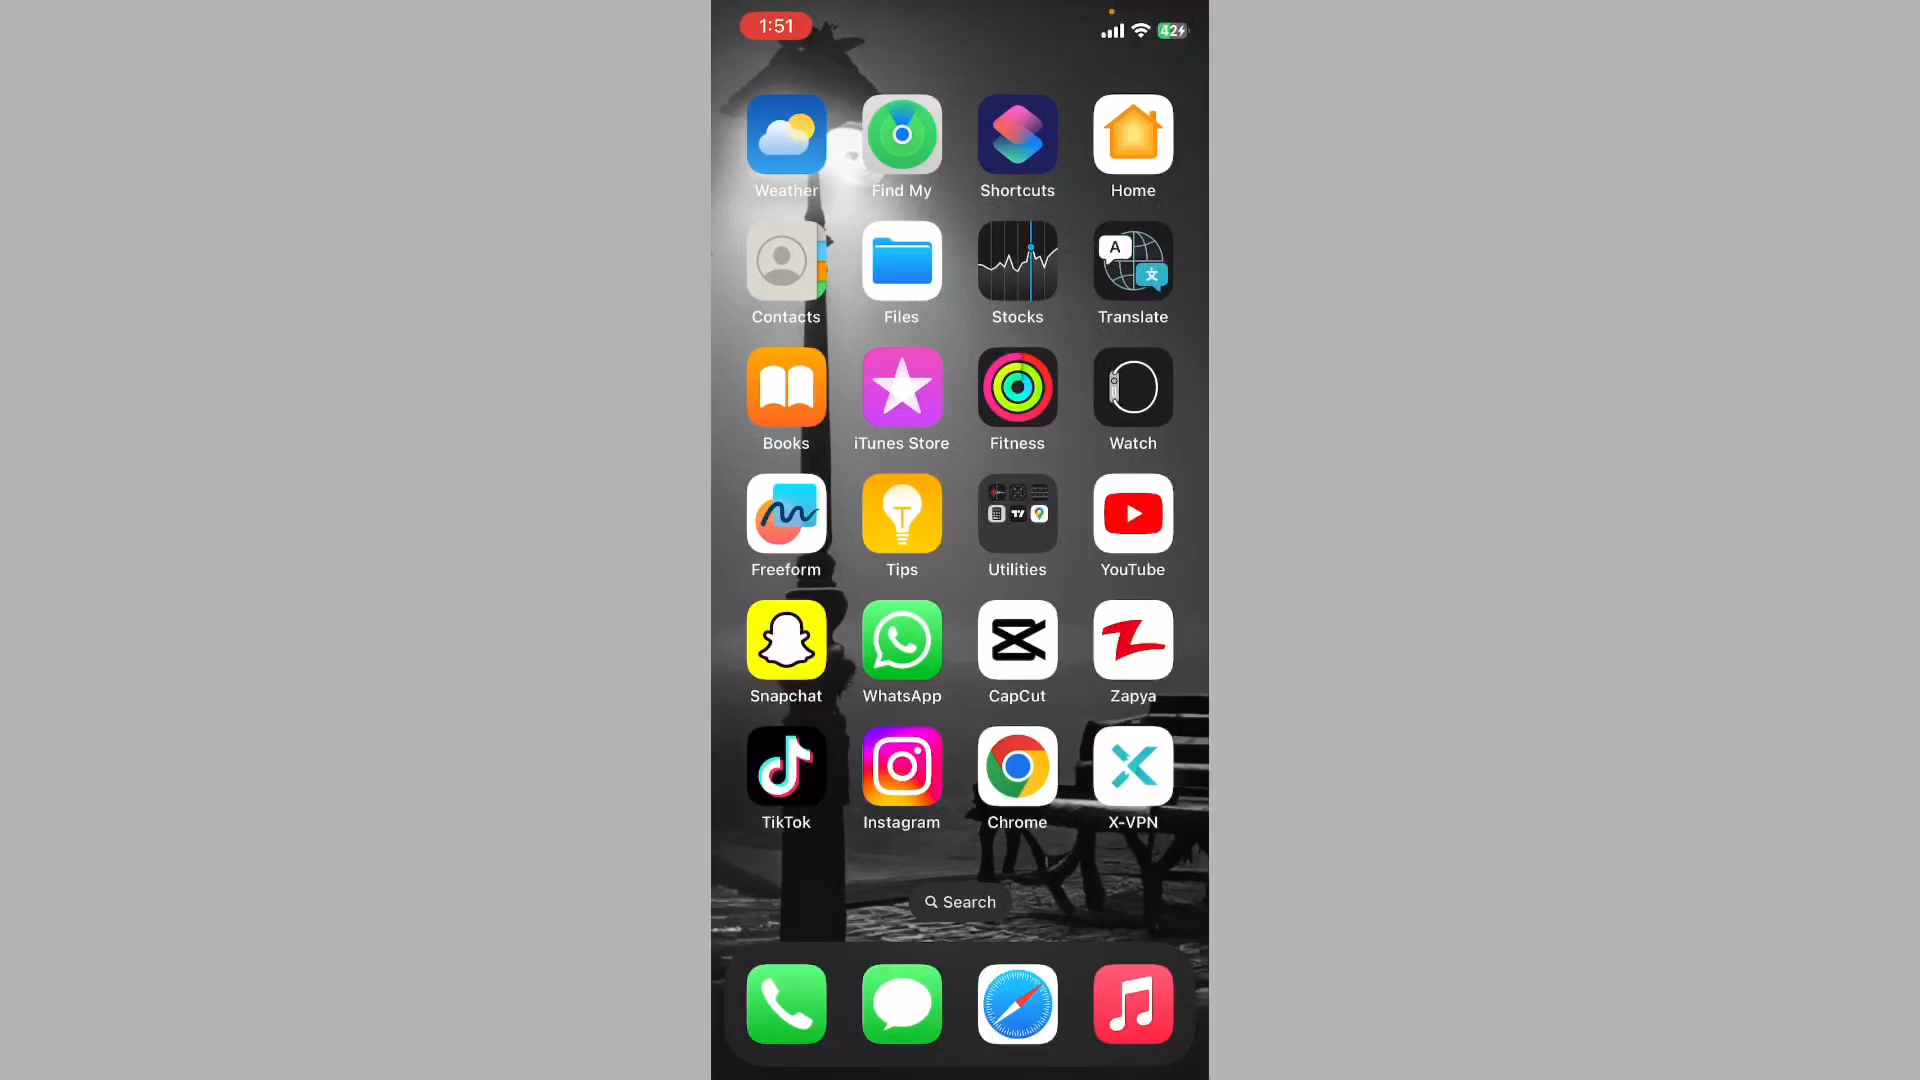 1:51
42
Weather Find My Shortcuts Home
A
文
Contacts Files Stocks Translate
Books iTunes Store Fitness Watch
Freeform Tips Utilities YouTube
Snapchat WhatsApp CapCut Zapya
TikTok Instagram Chrome X-VPN
Search